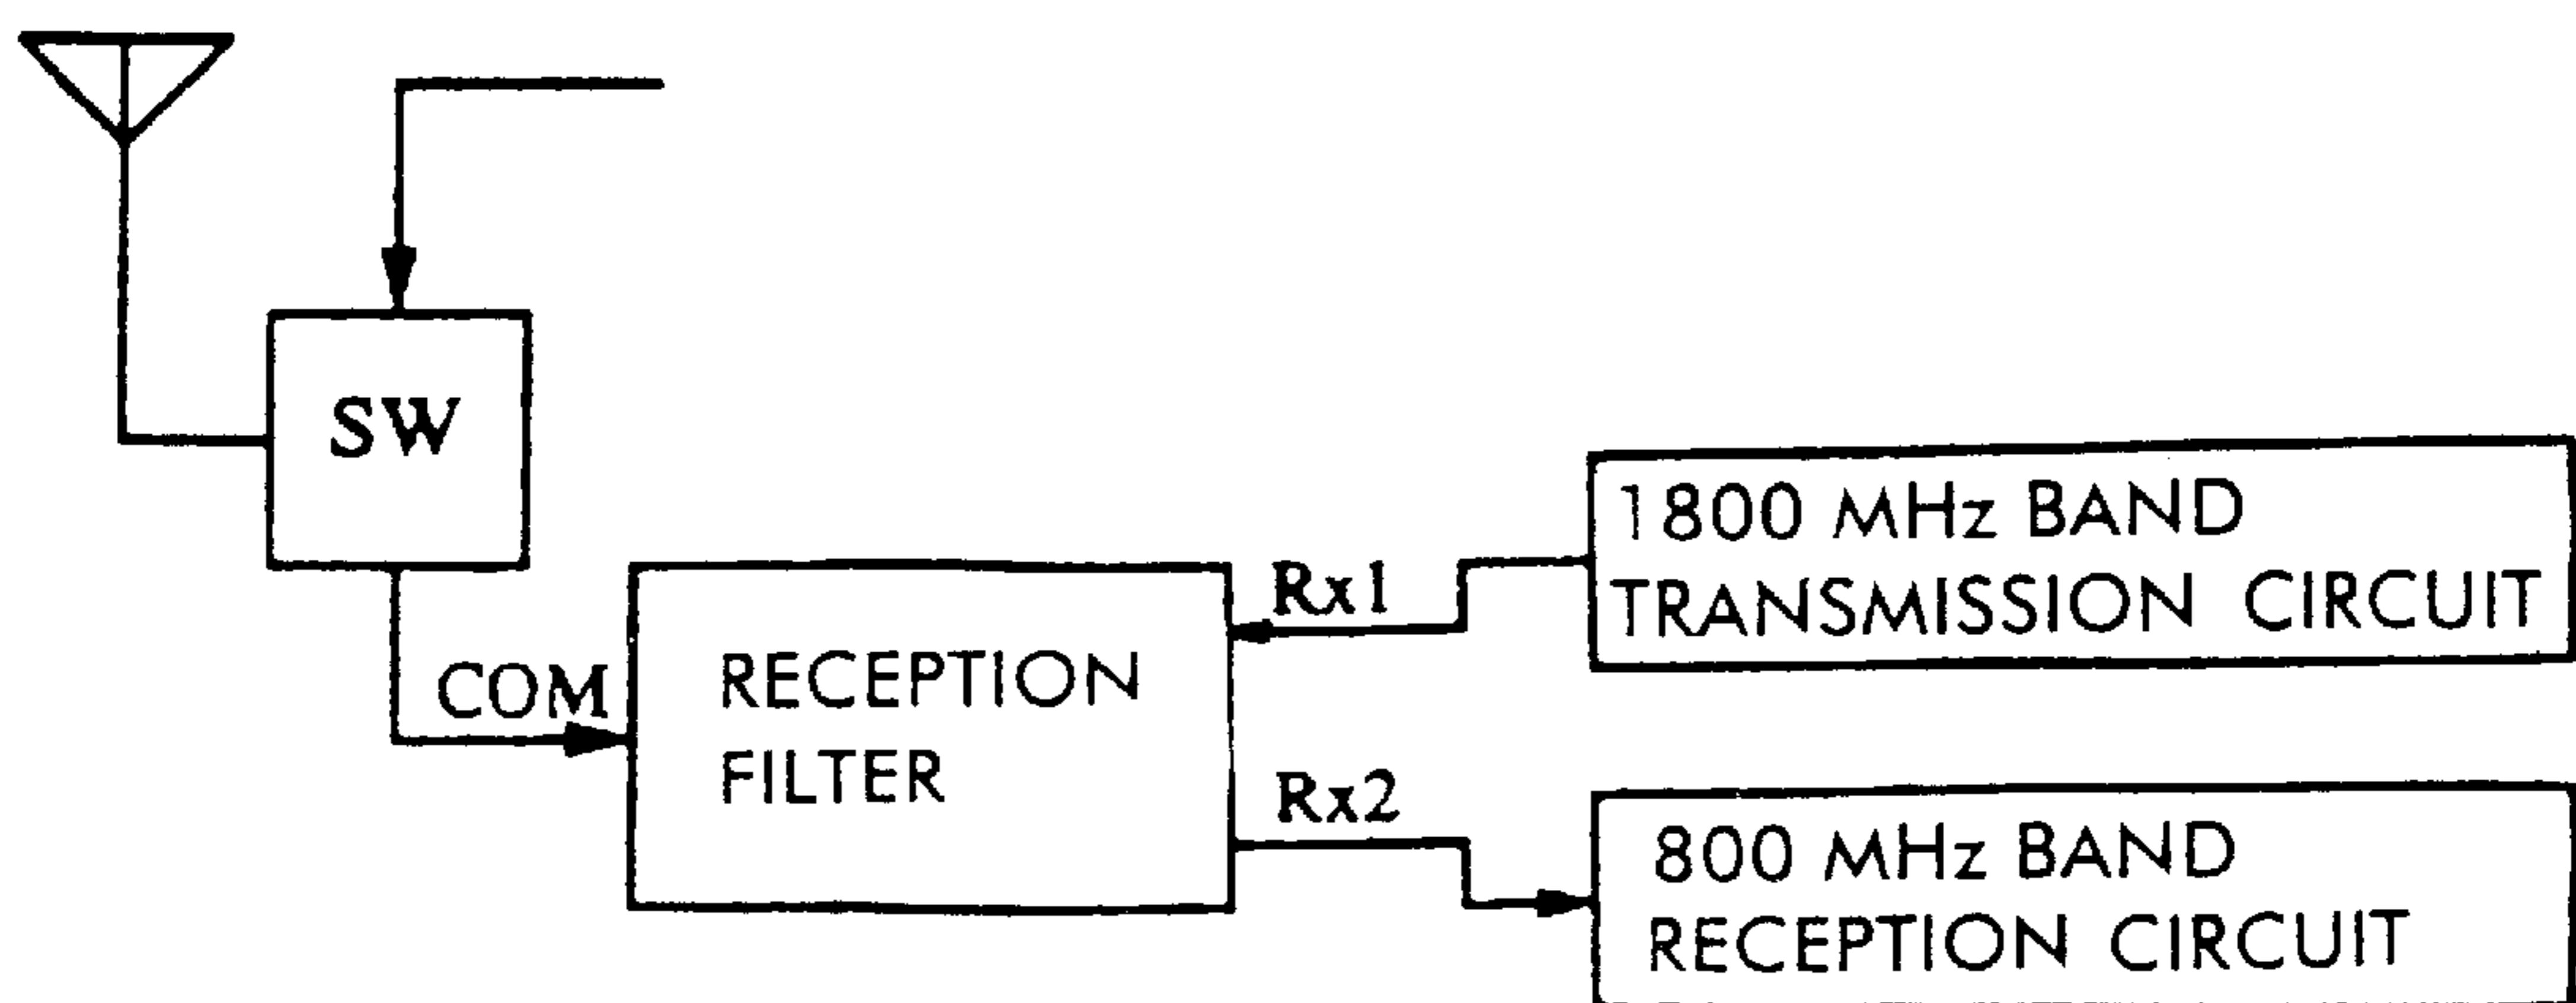 SW
1800 MHz BAND
TRANSMISSION CIRCUIT
Rx1
COM
RECEPTION
FILTER
Rx2
800 MHz BAND
RECEPTION CIRCUIT